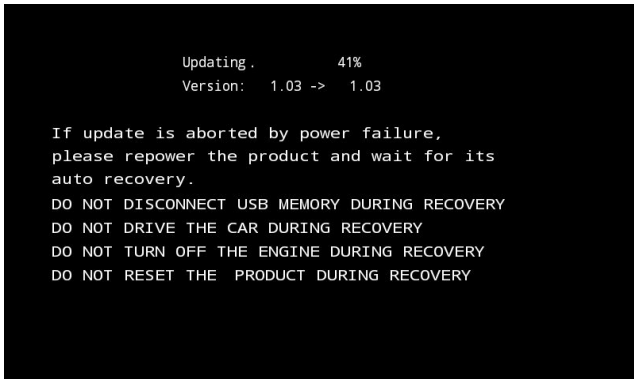 Updating.    41%
Version:  1.03 ->  1.03
If update is aborted by power failure,
please repower the product and wait for its
auto recovery.
DO NOT DISCONNECT USB MEMORY DURING RECOVERY
DO NOT DRIVE THE CAR DURING RECOVERY
DO NOT TURN OFF THE ENGINE DURING RECOVERY
DO NOT RESET THE  PRODUCT DURING RECOVERY